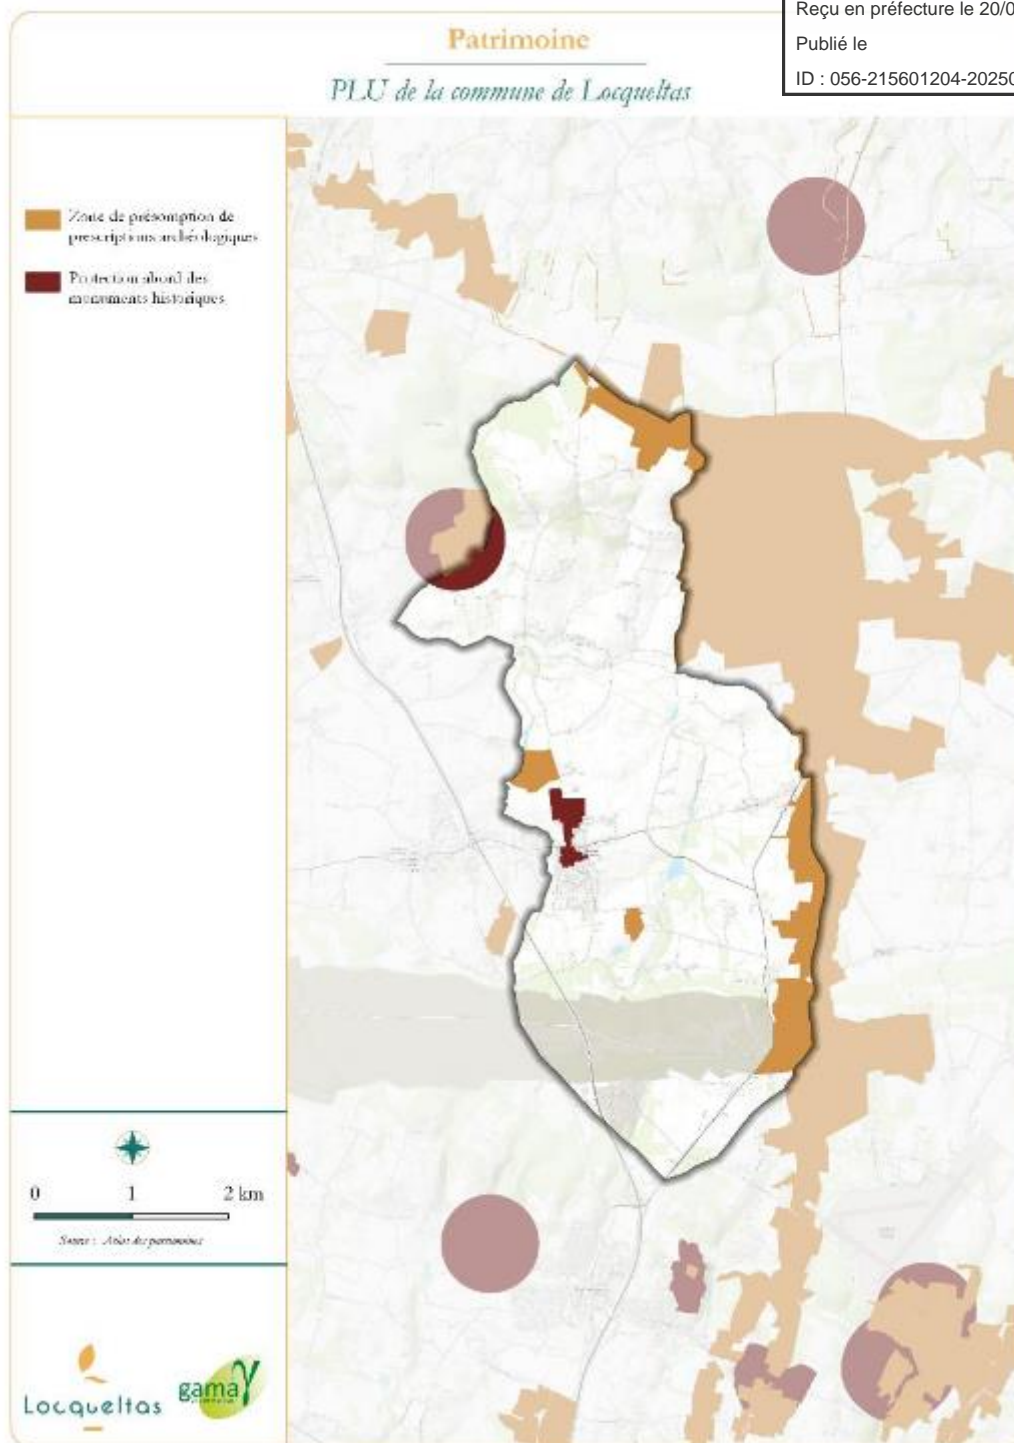 Reçu en préfecture le 20/0
Publié le
ID : 056-215601204-20250
Patrimoine
PLU de la commune de Locqueltas
Zone de présomption de
prescriptions archéologiques
Protection abord des
monuments historiques
0 1 2 km
Source : Atlas des patrimoines
Locqueltas
gama